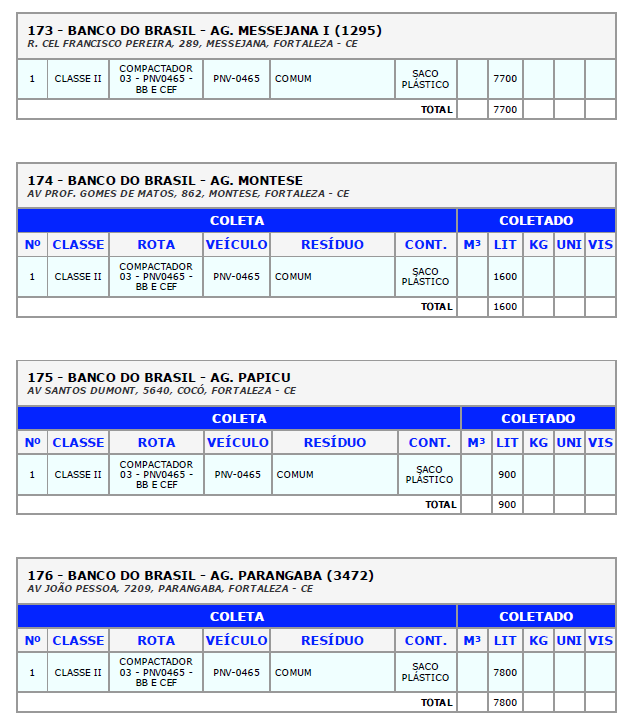 173 - BANCO DO BRASIL - AG. MESSEJANA I (1295)
R. CEL FRANCISCO PEREIRA, 289, MESSEJANA, FORTALEZA - CE
1 CLASSE II COMPACTADOR 03 - PNV0465 - BB E CEF PNV-0465 COMUM SACO PLÁSTICO 7700
TOTAL 7700
174 - BANCO DO BRASIL - AG. MONTESE
AV PROF. GOMES DE MATOS, 862, MONTESE, FORTALEZA - CE
COLETA COLETADO
Nº CLASSE ROTA VEÍCULO RESÍDUO CONT. M³ LIT KG UNI VIS
1 CLASSE II COMPACTADOR 03 - PNV0465 - BB E CEF PNV-0465 COMUM SACO PLÁSTICO 1600
TOTAL 1600
175 - BANCO DO BRASIL - AG. PAPICU
AV SANTOS DUMONT, 5640, COCÓ, FORTALEZA - CE
COLETA COLETADO
Nº CLASSE ROTA VEÍCULO RESÍDUO CONT. M³ LIT KG UNI VIS
1 CLASSE II COMPACTADOR 03 - PNV0465 - BB E CEF PNV-0465 COMUM SACO PLÁSTICO 900
TOTAL 900
176 - BANCO DO BRASIL - AG. PARANGABA (3472)
AV JOÃO PESSOA, 7209, PARANGABA, FORTALEZA - CE
COLETA COLETADO
Nº CLASSE ROTA VEÍCULO RESÍDUO CONT. M³ LIT KG UNI VIS
1 CLASSE II COMPACTADOR 03 - PNV0465 - BB E CEF PNV-0465 COMUM SACO PLÁSTICO 7800
TOTAL 7800